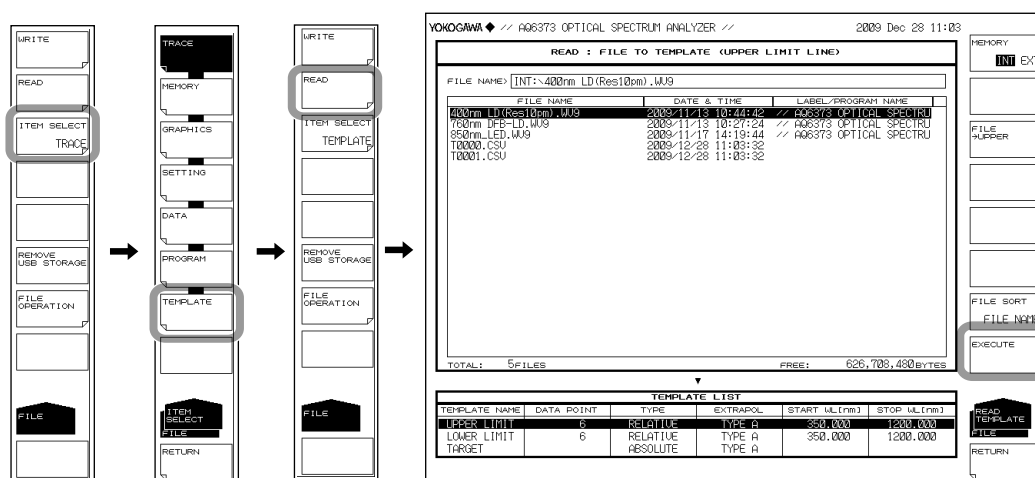 WRITE
READ
ITEM SELECT
TRACE
REMOVE
USB STORAGE
FILE
OPERATION
FILE
TRACE
MEMORY
GRAPHICS
SETTING
DATA
PROGRAM
TEMPLATE
ITEM
SELECT
FILE
RETURN
WRITE
READ
ITEM SELECT
TEMPLATE
REMOVE
USB STORAGE
FILE
OPERATION
FILE
YOKOGAWA ◆ // AQ6373 OPTICAL SPECTRUM ANALYZER // 2009 Dec 28 11:03
READ : FILE TO TEMPLATE (UPPER LIMIT LINE)
FILE NAME> INT:\400nm LD(Res10pm).WU9
FILE NAME DATE & TIME LABEL/PROGRAM NAME
400nm LD(Res10pm).WU9 2009/11/13 10:44:42 // AQ6373 OPTICAL SPECTRU
760nm DFB-LD.WU9 2009/11/13 10:27:24 // AQ6373 OPTICAL SPECTRU
850nm_LED.WU9 2009/11/17 14:19:44 // AQ6373 OPTICAL SPECTRU
T0000.CSU 2009/12/28 11:03:32
T0001.CSU 2009/12/28 11:03:32
TOTAL: 5FILES FREE: 626,708,480BYTES
TEMPLATE LIST
TEMPLATE NAME DATA POINT TYPE EXTRAPOL START WL[nm] STOP WL[nm]
UPPER LIMIT 6 RELATIVE TYPE A 350.000 1200.000
LOWER LIMIT 6 RELATIVE TYPE A 350.000 1200.000
TARGET ABSOLUTE TYPE A
MEMORY
INT EXT
FILE
→UPPER
FILE SORT
FILE NAME
EXECUTE
READ
TEMPLATE
FILE
RETURN